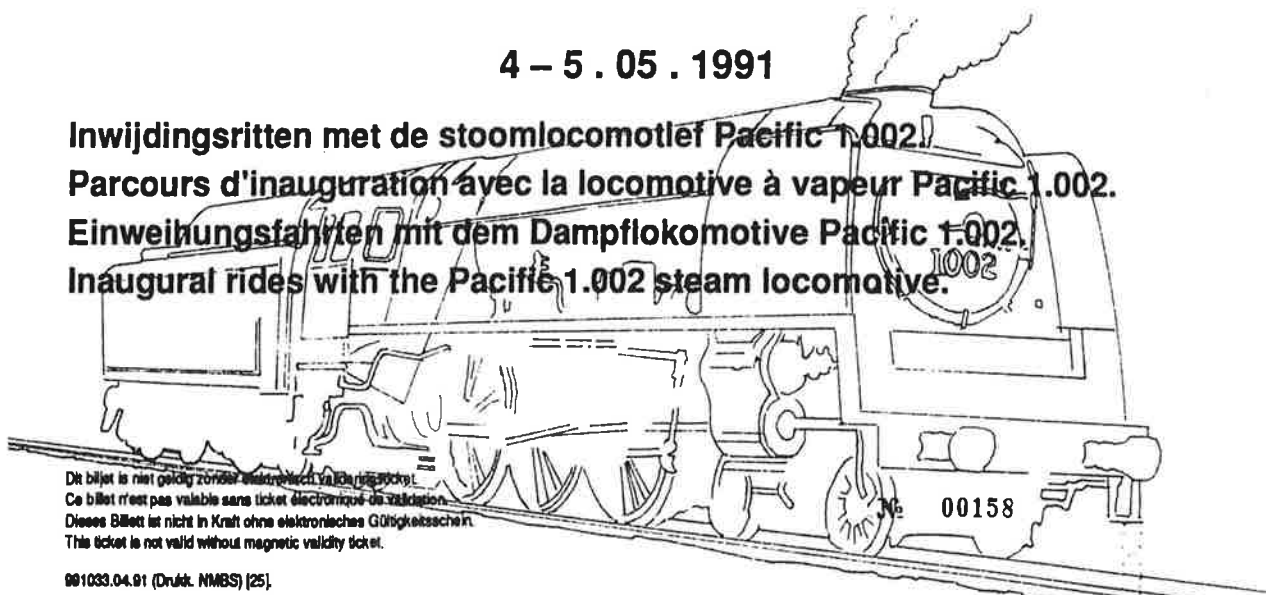 4 – 5 . 05 . 1991
Inwijdingsritten met de stoomlocomotief Pacific 1.002.
Parcours d'inauguration avec la locomotive à vapeur Pacific 1.002.
Einweihungsfahrten mit dem Dampflokomotive Pacific 1.002.
Inaugural rides with the Pacific 1.002 steam locomotive.
1002
Dit biljet is niet geldig zonder elektronisch valideringsticket.
Ce billet n'est pas valable sans ticket électronique de validation.
Dieses Billett ist nicht in Kraft ohne elektronisches Gültigkeitsschein.
This ticket is not valid without magnetic validity ticket.
№ 00158
991033.04.91 (Drukk. NMBS) [25].